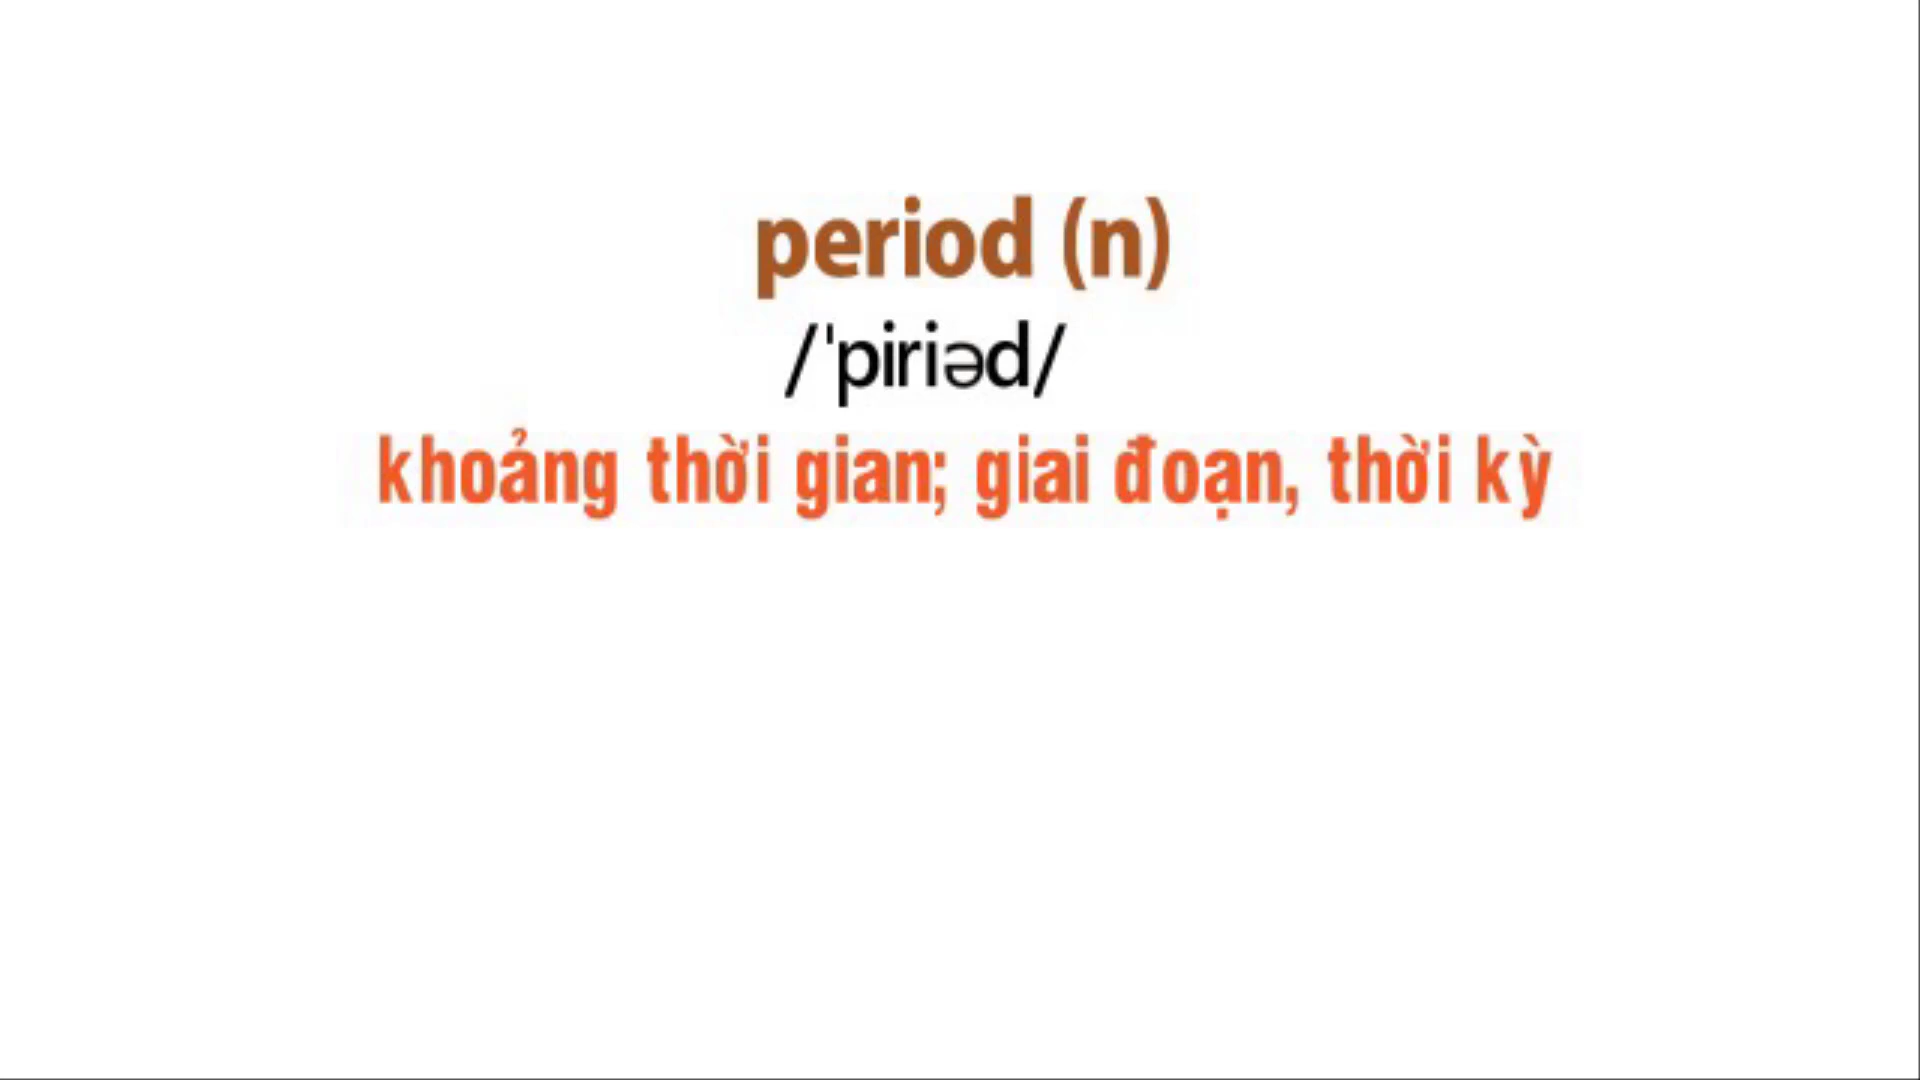 period (n)
/ˈpiriəd/
khoảng thời gian; giai đoạn, thời kỳ